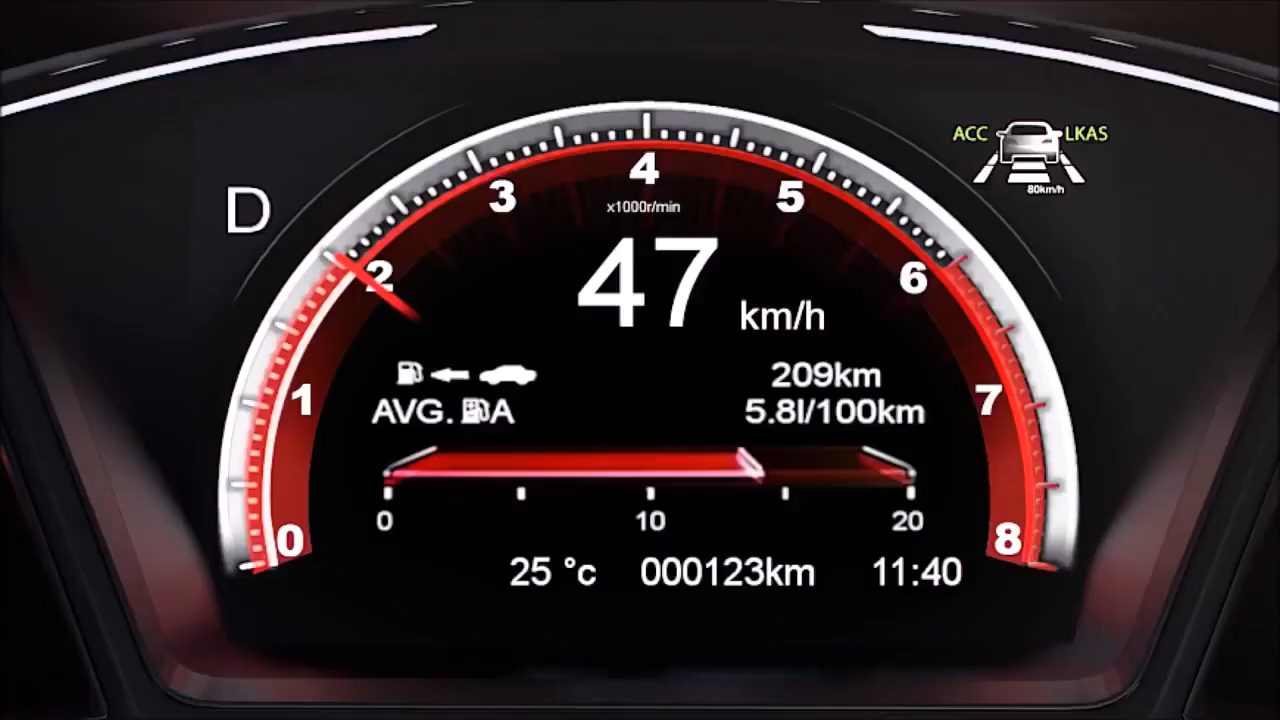 ACC LKAS
80km/h
D
0 1 2 3 4 5 6 7 8
x1000r/min
47 km/h
209km
AVG. A 5.8l/100km
0 10 20
25 °c 000123km 11:40